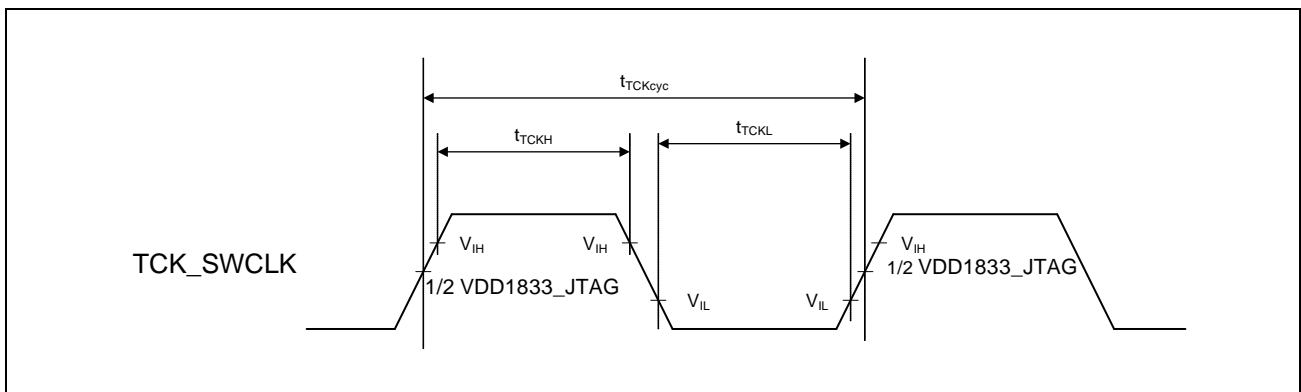 tTCKcyc
tTCKH
tTCKL
VIH
VIH
VIH
TCK_SWCLK
1/2 VDD1833_JTAG
1/2 VDD1833_JTAG
VIL
VIL